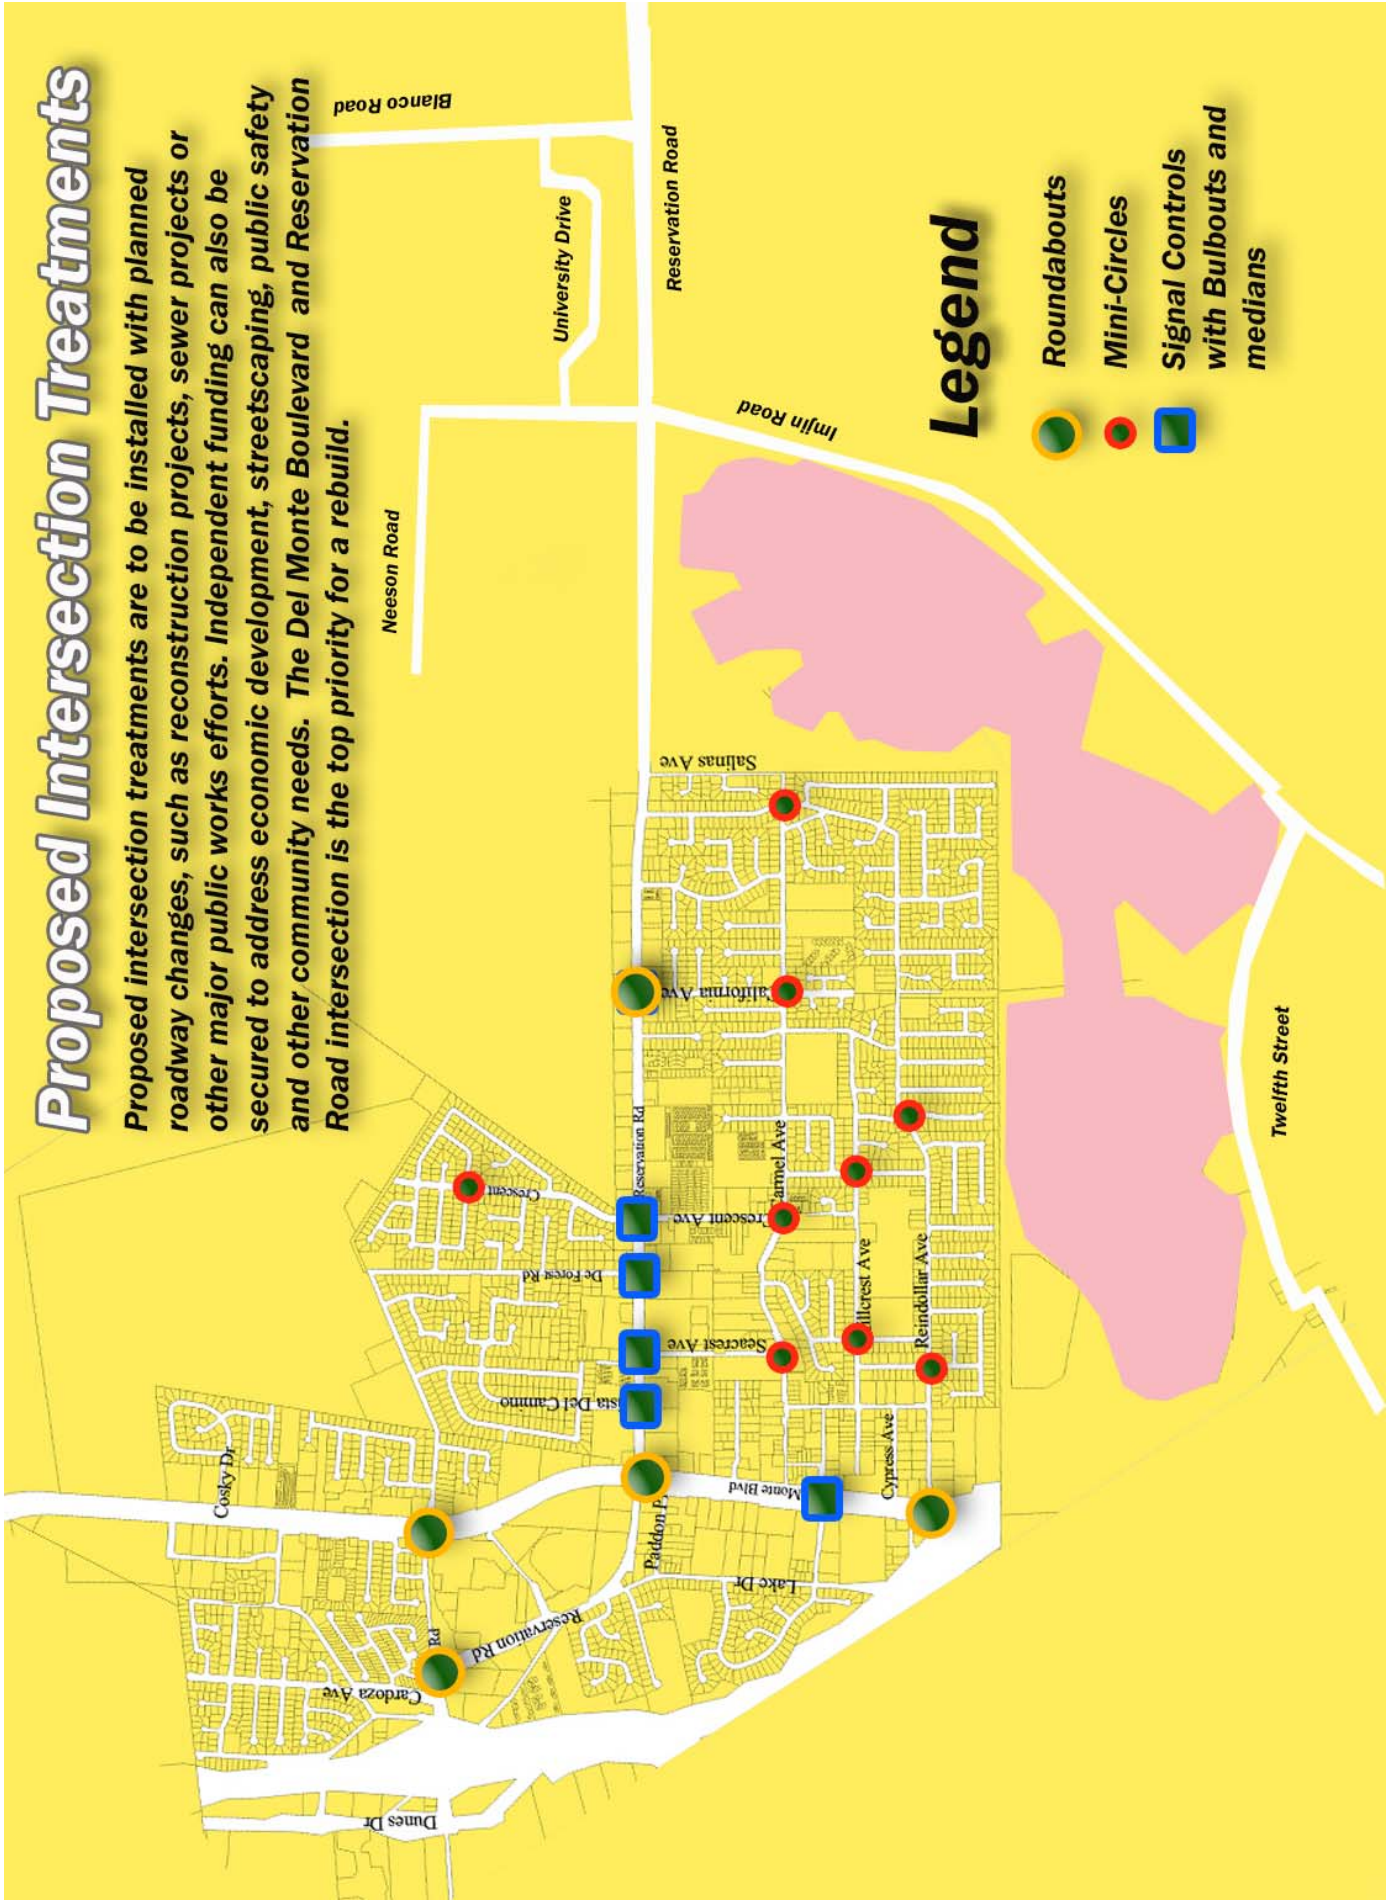 Proposed Intersection Treatments
Proposed intersection treatments are to be installed with planned
roadway changes, such as reconstruction projects, sewer projects or
other major public works efforts. Independent funding can also be
secured to address economic development, streetscaping, public safety
and other community needs. The Del Monte Boulevard and Reservation
Road intersection is the top priority for a rebuild.
Blanco Road
University Drive
Neeson Road
Reservation Road
Imjin Road
Legend
Roundabouts
Mini-Circles
Signal Controls
with Bulbouts and
medians
Salinas Ave
California Ave
Reservation Rd
Crescent
Crescent Ave
Carmel Ave
De Forest Rd
Seacrest Ave
illcrest Ave
Reindollar Ave
ista Del Camino
Cosky Dr
Monte Blvd
Cypress Ave
Paddon P
Lake Dr
Reservation Rd
Rd
Cardoza Ave
Dunes Dr
Twelfth Street